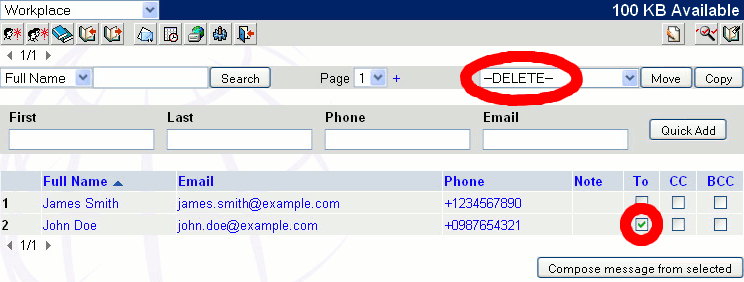 Workplace 100 KB Available
1/1
Full Name Search Page 1 + --DELETE-- Move Copy
First Last Phone Email
Quick Add
Full Name Email Phone Note To CC BCC
1 James Smith james.smith@example.com +1234567890
2 John Doe john.doe@example.com +0987654321
1/1
Compose message from selected